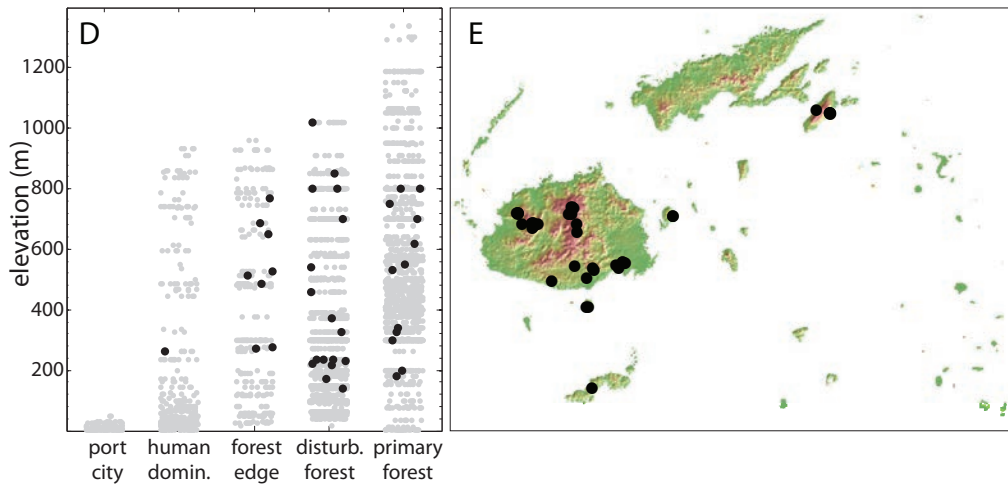 D
1200
1000
800
600
400
200
elevation (m)
port city
human domin.
forest edge
disturb. forest
primary forest
E